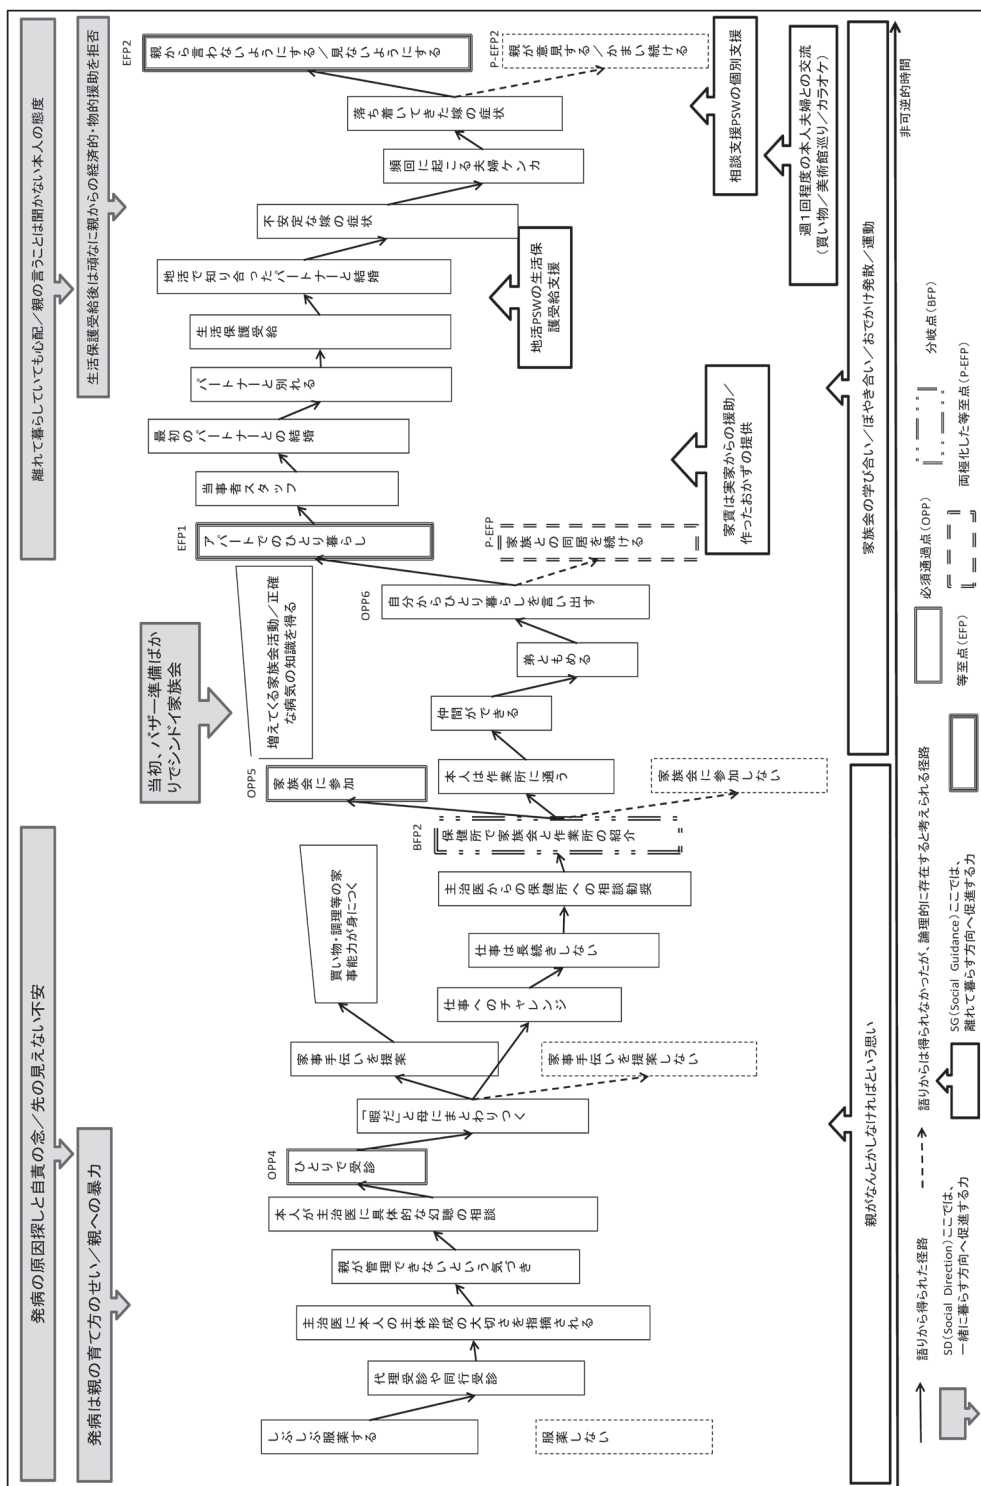 発病の原因探しと自責の念／先の見えない不安
発病は親の育て方のせい／親への暴力
当初、バザー準備ばか
りでシンドイ家族会
離れて暮らしていても心配／親の言うことは聞かない本人の態度
生活保護受給後は頑なに親からの経済的・物的援助を拒否
しぶしぶ服薬する
服薬しない
代理受診や同行受診
主治医に本人の主体形成の大切さを指摘される
親が管理できないという気づき
本人が主治医に具体的な幻聴の相談
OPP4
ひとりで受診
「暇だ」と母にまとわりつく
家事手伝いを提案
家事手伝いを提案しない
買い物・調理等の家
事能力が身につく
仕事へのチャレンジ
仕事は長続きしない
主治医からの保健所への相談勧奨
BFP2
保健所で家族会と作業所の紹介
OPP5
家族会に参加
家族会に参加しない
増えてくる家族会活動／正確
な病気の知識を得る
本人は作業所に通う
仲間ができる
弟ともめる
OPP6
自分からひとり暮らしを言い出す
EFP1
アパートでのひとり暮らし
P-EFP
家族との同居を続ける
当事者スタッフ
最初のパートナーとの結婚
パートナーと別れる
生活保護受給
地活で知り合ったパートナーと結婚
不安定な嫁の症状
頻回に起こる夫婦ケンカ
落ち着いてきた嫁の症状
EFP2
親から言わないようにする／見ないようにする
P-EFP2
親が意見する／かまい続ける
家賃は実家からの援助／
作ったおかずの提供
地活PSWの生活保
護受給支援
相談支援PSWの個別支援
週1回程度の本人夫婦との交流
（買い物／美術館巡り／カラオケ）
親がなんとかしなければという思い
家族会の学び合い／ぼやき合い／おでかけ発散／運動
非可逆的時間
語りから得られた径路
語りからは得られなかったが、論理的に存在すると考えられる径路
必須通過点(OPP)
分岐点(BFP)
SD(Social Direction)ここでは、
一緒に暮らす方向へ促進する力
SG(Social Guidance)ここでは、
離れて暮らす方向へ促進する力
等至点(EFP)
両極化した等至点(P-EFP)